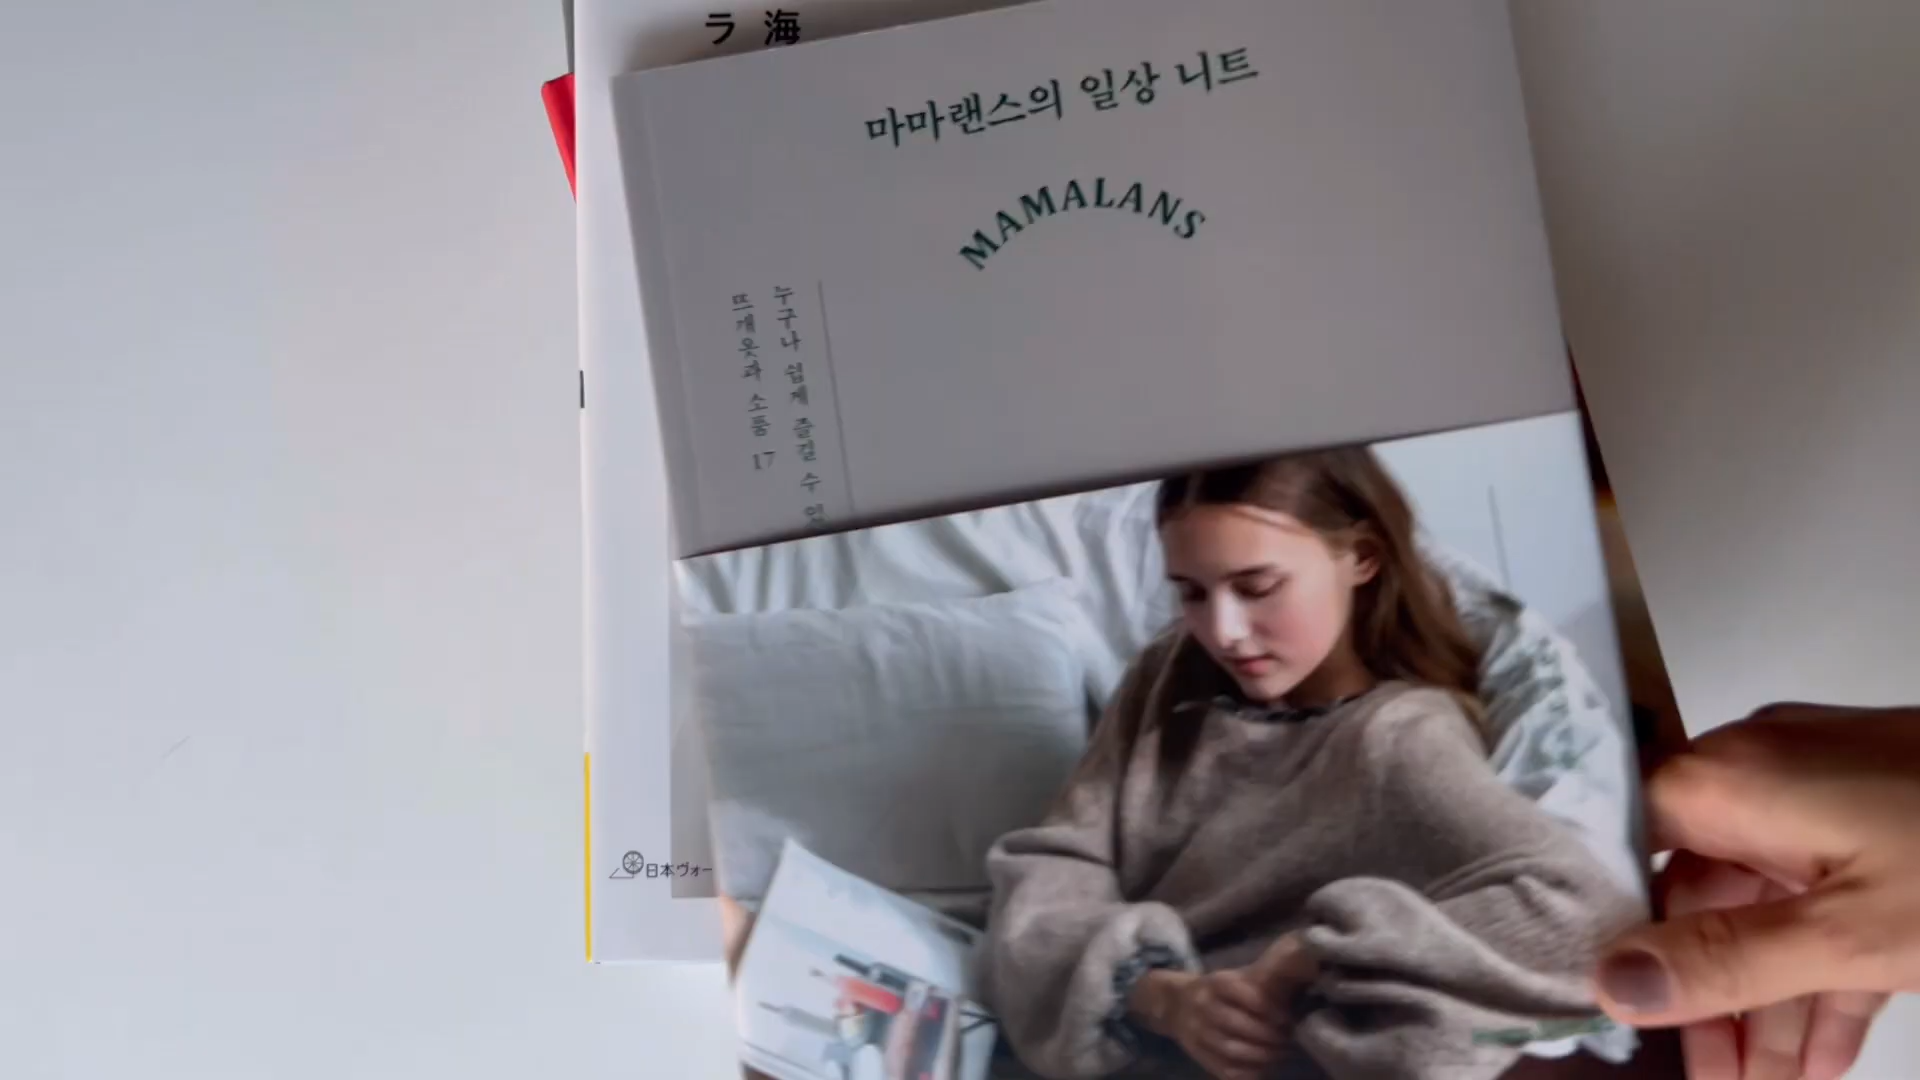 ラ 海
마마랜스의 일상 니트
MAMALANS
누구나 쉽게 즐길 수 있
뜨개옷과 소품 17
日本ヴォー